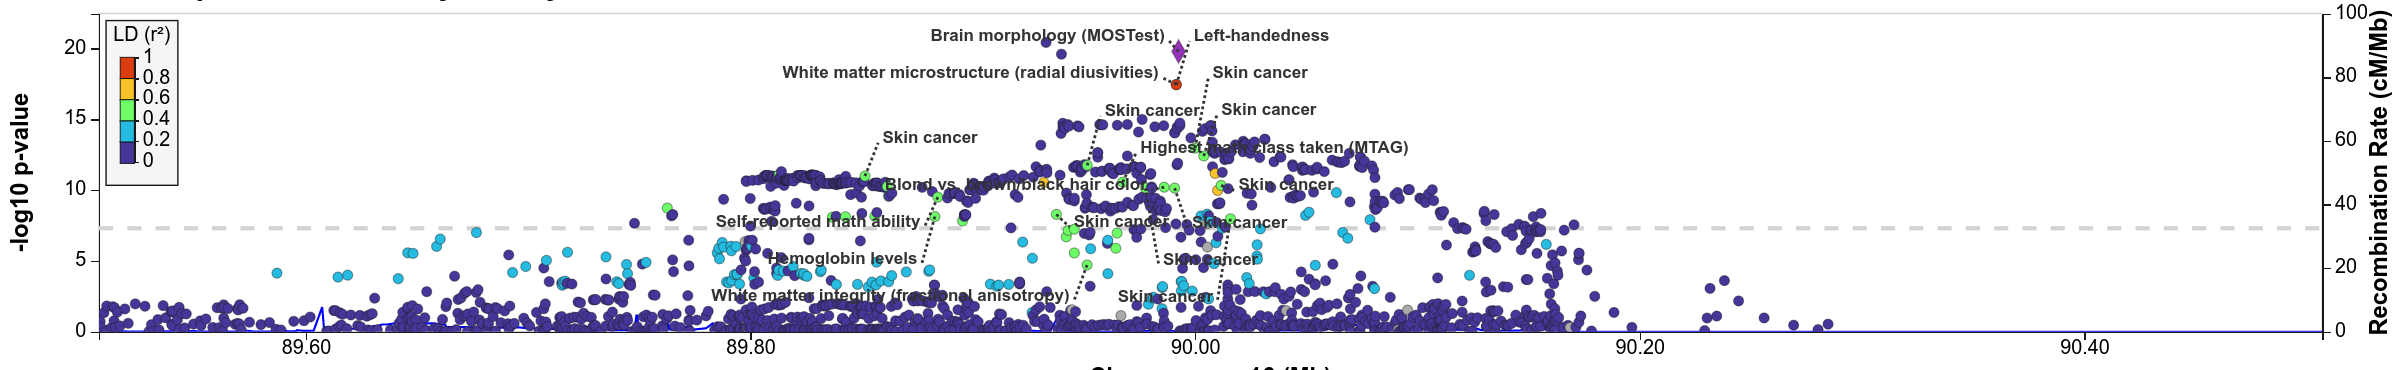 LD (r²)
1
0.8
0.6
0.4
0.2
0
-log10 p-value
20
15
10
5
0
100
80
60
40
20
0
Recombination Rate (cM/Mb)
Brain morphology (MOSTest)
Left-handedness
White matter microstructure (radial diusivities)
Skin cancer
Skin cancer
Skin cancer
Skin cancer
Highest math class taken (MTAG)
Blond vs. brown/black hair color
Skin cancer
Self-reported math ability
Skin cancer
Skin cancer
Hemoglobin levels
Skin cancer
White matter integrity (fractional anisotropy)
Skin cancer
89.60
89.80
90.00
90.20
90.40